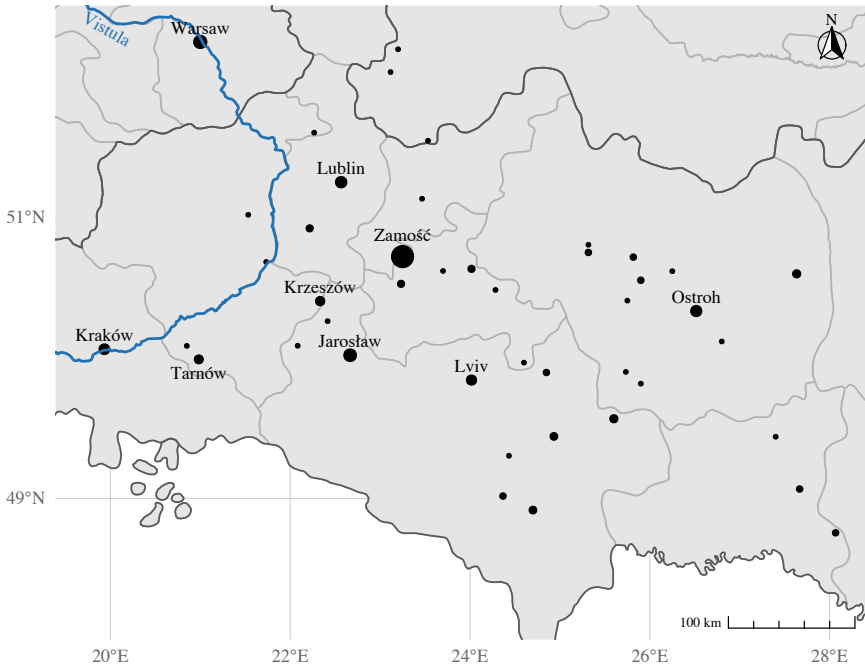 Vistula
Warsaw
N
Lublin
51°N
Zamość
Krzeszów
Ostroh
Kraków
Jarosław
Tarnów
Lviv
49°N
100 km
20°E
22°E
24°E
26°E
28°E